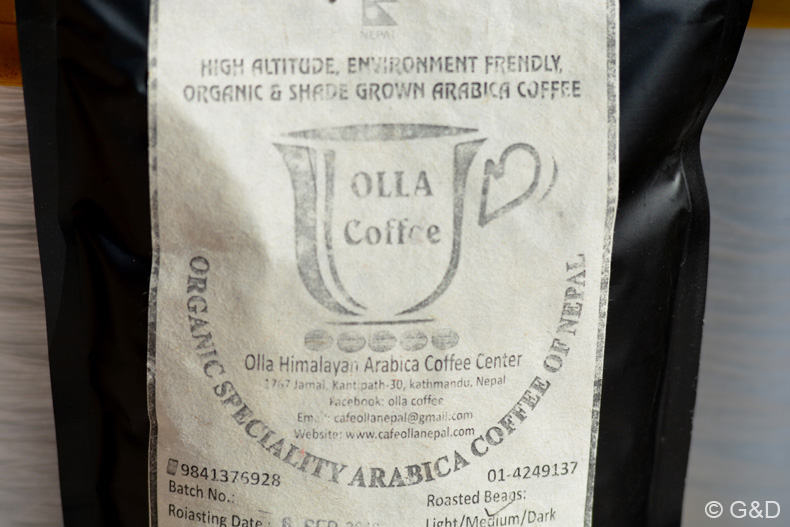 NEPAL
HIGH ALTITUDE, ENVIRONMENT FRENDLY,
ORGANIC & SHADE GROWN ARABICA COFFEE
OLLA
Coffee
ORGANIC SPECIALITY ARABICA COFFEE OF NEPAL
Olla Himalayan Arabica Coffee Center
1767 Jamal, Kantipath-30, kathmandu, Nepal
Facebook: olla coffee
Email: cafeollanepal@gmail.com
Website: www.cafeollanepal.com
9841376928 01-4249137
Batch No.: Roasted Beans:
Roiasting Date: SEP Light/Medium/Dark
© G&D